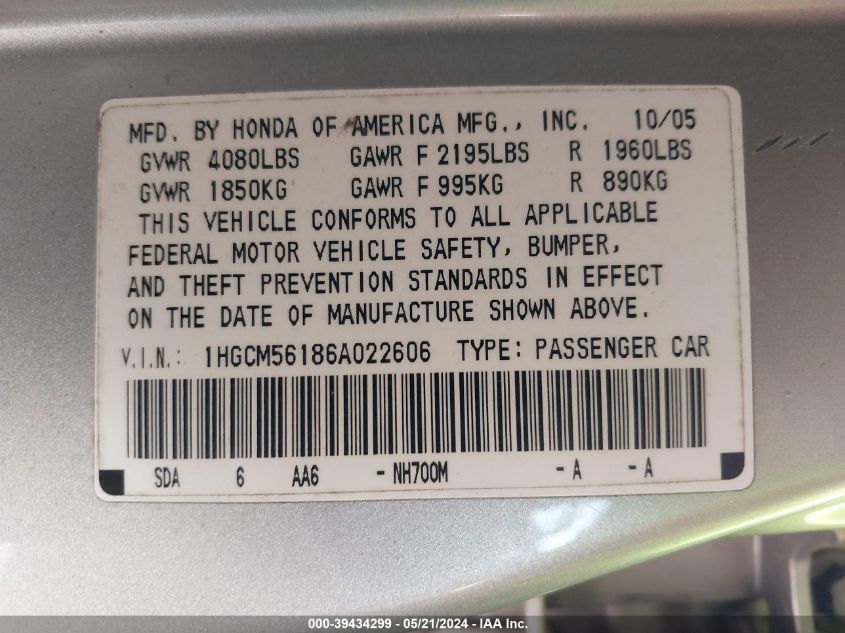 MFD. BY HONDA OF AMERICA MFG., INC. 10/05
GVWR 4080LBS GAWR F 2195LBS R 1960LBS
GVWR 1850KG GAWR F 995KG R 890KG
THIS VEHICLE CONFORMS TO ALL APPLICABLE
FEDERAL MOTOR VEHICLE SAFETY, BUMPER,
AND THEFT PREVENTION STANDARDS IN EFFECT
ON THE DATE OF MANUFACTURE SHOWN ABOVE.
V.I.N.: 1HGCM56186A022606 TYPE: PASSENGER CAR
SDA 6 AA6 - NH700M - A - A
000-39434299 - 05/21/2024 - IAA Inc.